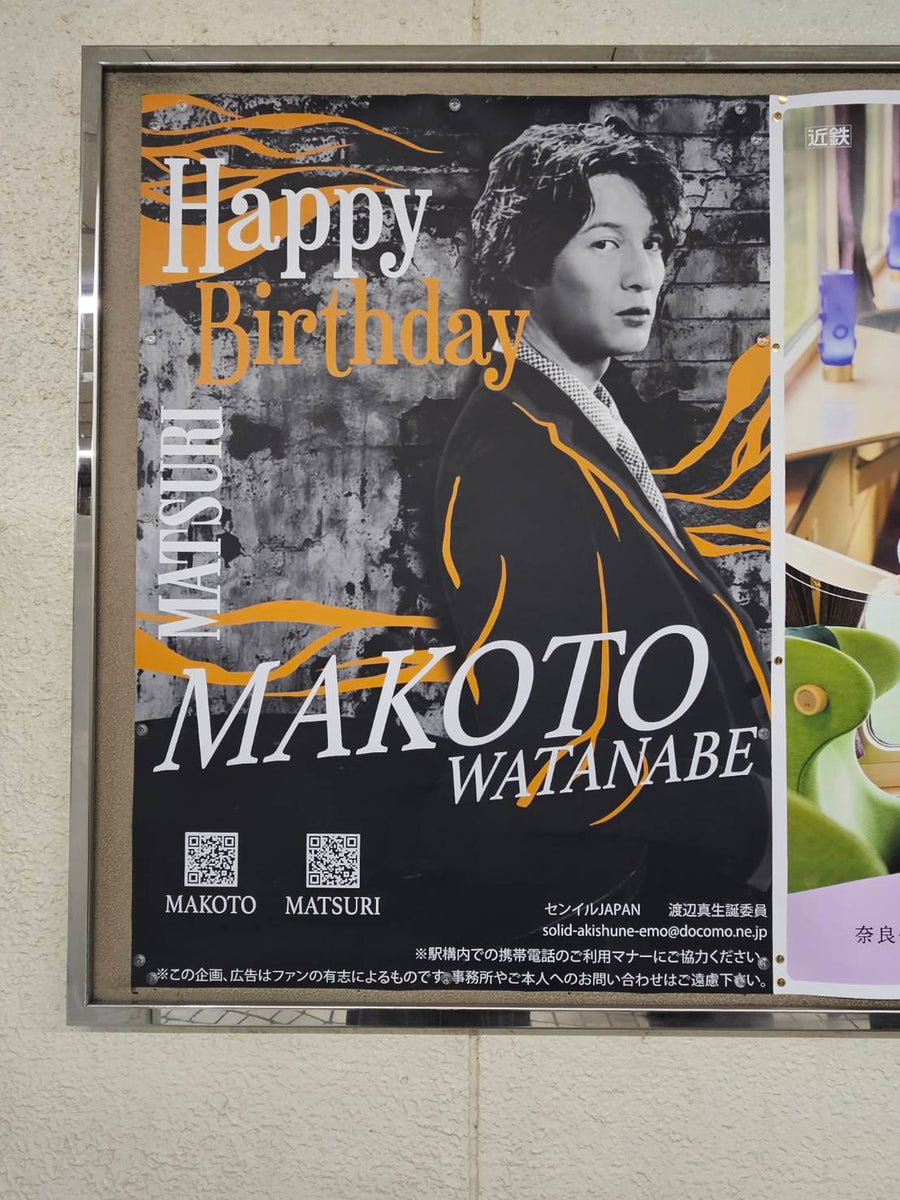 Happy
Birthday
MATSURI
MAKOTO
WATANABE
MAKOTO
MATSURI
センイルJAPAN 渡辺真生誕委員
solid-akishune-emo@docomo.ne.jp
※駅構内での携帯電話のご利用マナーにご協力ください。
※この企画、広告はファンの有志によるものです。事務所やご本人へのお問い合わせはご遠慮下さい。
近鉄
奈良